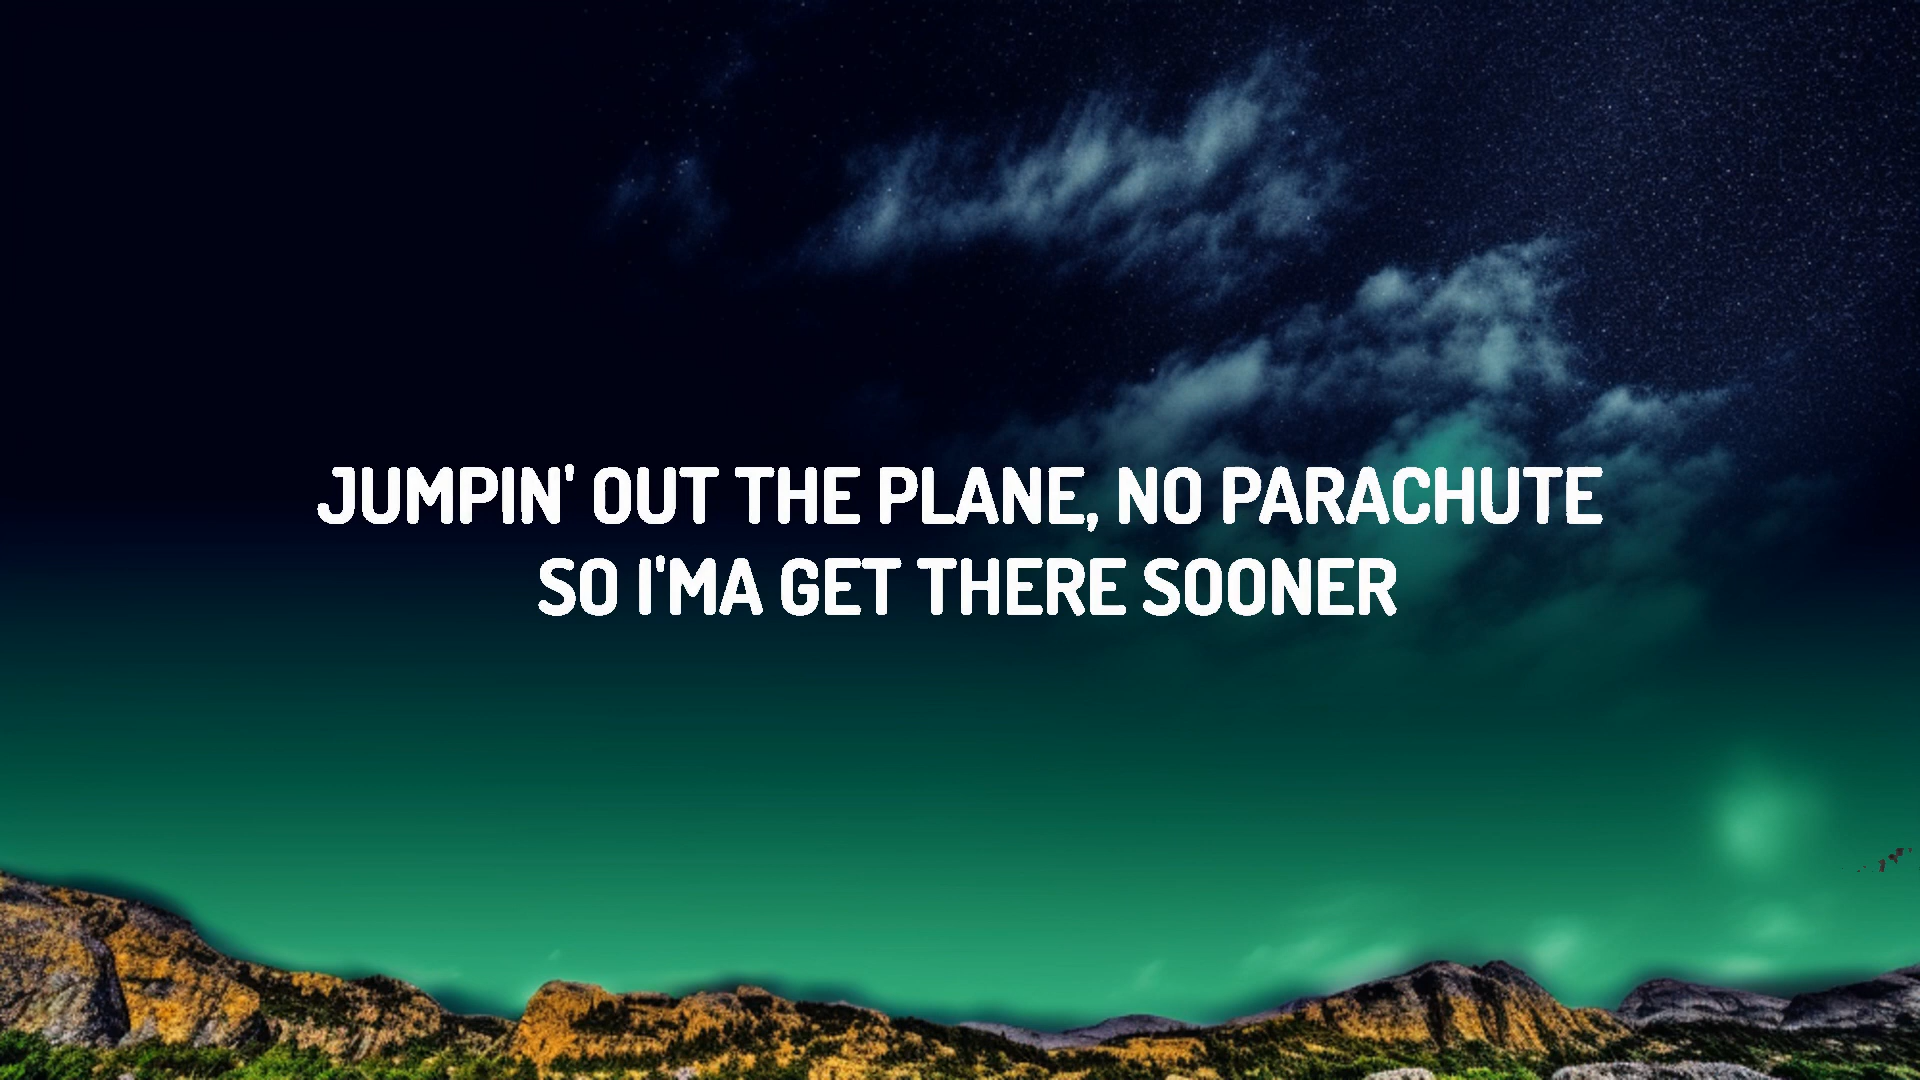 JUMPIN' OUT THE PLANE, NO PARACHUTE
SO I'MA GET THERE SOONER